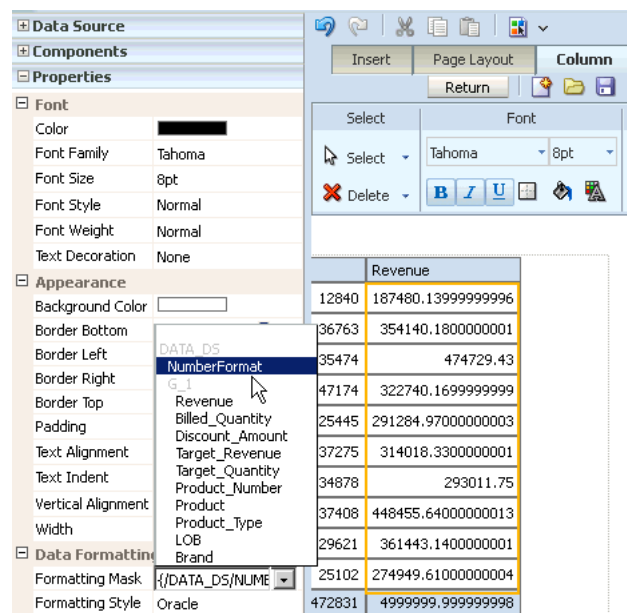 Data Source
Components
Properties
Font
Color
Font Family Tahoma
Font Size 8pt
Font Style Normal
Font Weight Normal
Text Decoration None
Appearance
Background Color
Border Bottom
Border Left
Border Right
Border Top
Padding
Text Alignment
Text Indent
Vertical Alignment
Width
Data Formatting
Formatting Mask {/DATA_DS/NUME
Formatting Style Oracle
DATA_DS
NumberFormat
G_1
Revenue
Billed_Quantity
Discount_Amount
Target_Revenue
Target_Quantity
Product_Number
Product
Product_Type
LOB
Brand
Insert Page Layout Column
Return
Select Font
Select Tahoma 8pt
Delete B I U
Revenue
12840 187480.13999999996
36763 354140.1800000001
35474 474729.43
47174 322740.1699999999
25445 291284.97000000003
37275 314018.3300000001
34878 293011.75
37408 448455.64000000013
29621 361443.1400000001
25102 274949.61000000004
472831 4999999.999999998